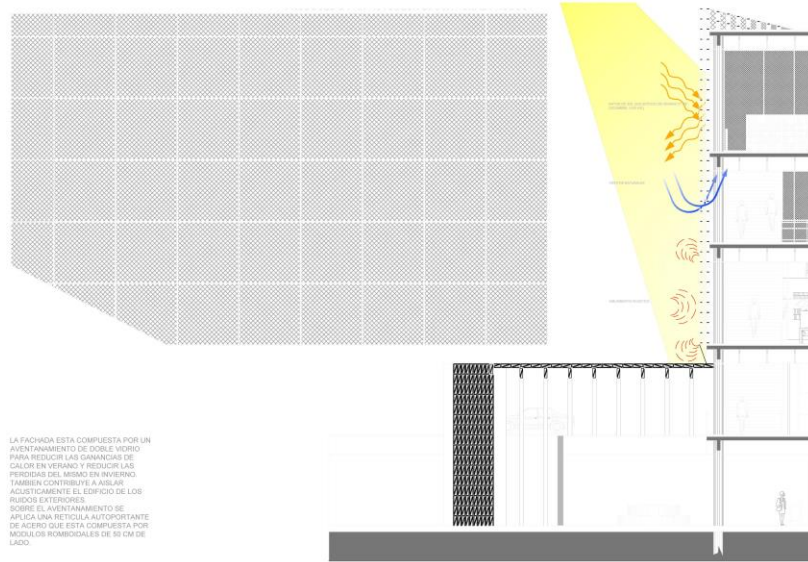 LA FACHADA ESTA COMPUESTA POR UN
AVENTANAMIENTO DE DOBLE VIDRIO
PARA REDUCIR LAS GANANCIAS DE
CALOR EN VERANO Y REDUCIR LAS
PERDIDAS DEL MISMO EN INVIERNO.
TAMBIEN CONTRIBUYE A AISLAR
ACUSTICAMENTE EL EDIFICIO DE LOS
RUIDOS EXTERIORES.
SOBRE EL AVENTANAMIENTO SE
APLICA UNA RETICULA AUTOPORTANTE
DE ACERO QUE ESTA COMPUESTA POR
MODULOS ROMBOIDALES DE 50 CM DE
LADO.